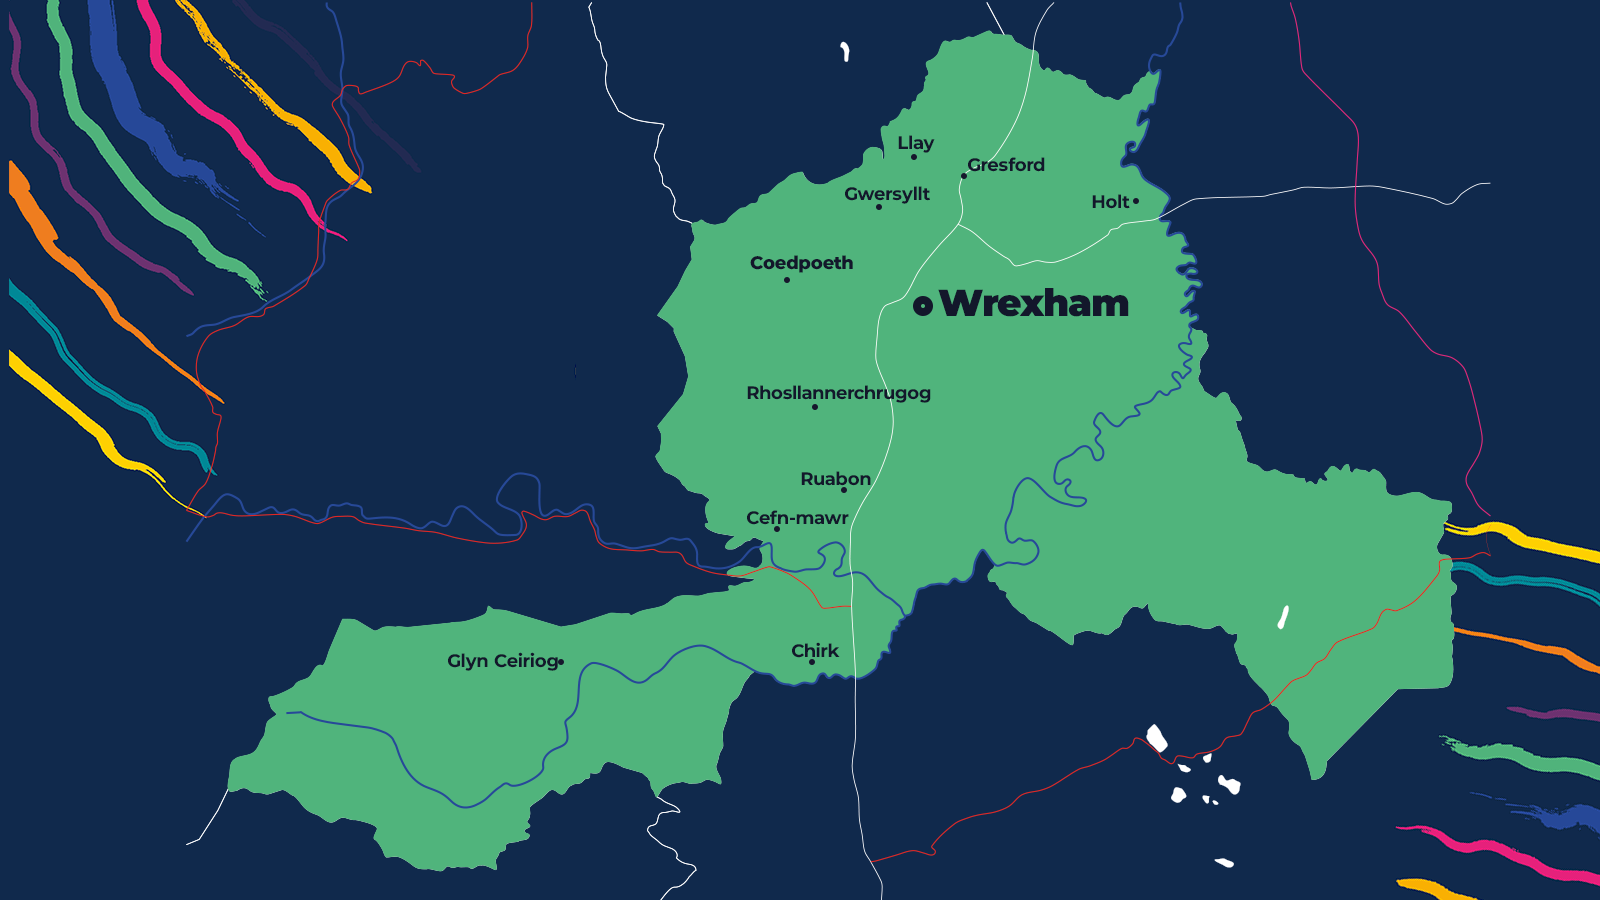 Llay
Gresford
Gwersyllt
Holt
Coedpoeth
Wrexham
Rhosllannerchrugog
Ruabon
Cefn-mawr
Chirk
Glyn Ceiriog